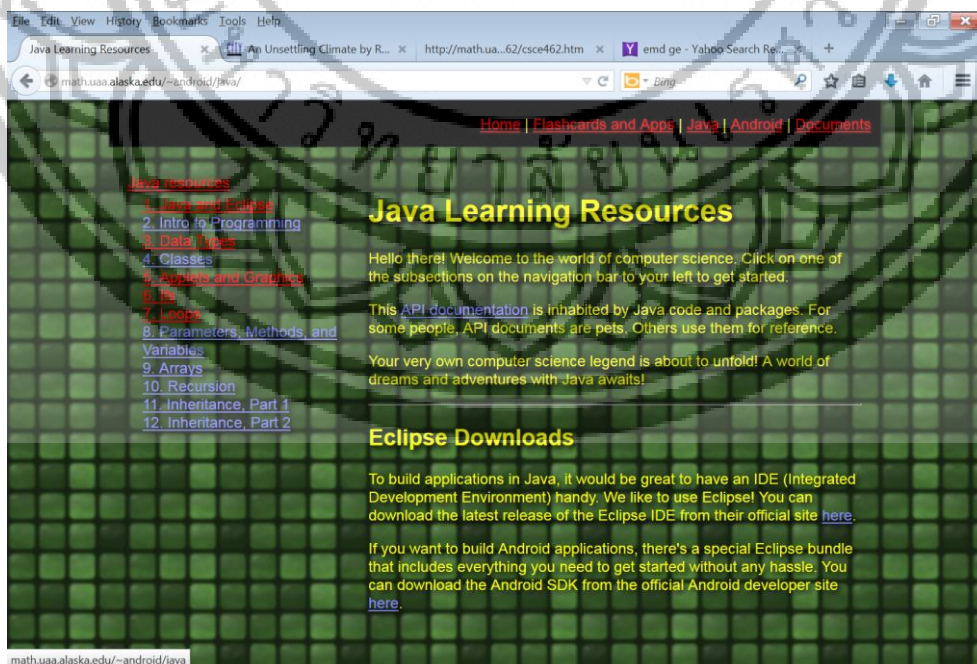 File Edit View History Bookmarks Tools Help
Java Learning Resources × An Unsettling Climate by R... × http://math.ua...62/csce462.htm × emd ge - Yahoo Search Re... × +
math.uaa.alaska.edu/~android/java/ Bing
Home | Flashcards and Apps | Java | Android | Documents
Java resources
1. Java and Eclipse
2. Intro to Programming
3. Data Types
4. Classes
5. Applets and Graphics
6. Ifs
7. Loops
8. Parameters, Methods, and
Variables
9. Arrays
10. Recursion
11. Inheritance, Part 1
12. Inheritance, Part 2
Java Learning Resources
Hello there! Welcome to the world of computer science. Click on one of
the subsections on the navigation bar to your left to get started.
This API documentation is inhabited by Java code and packages. For
some people, API documents are pets. Others use them for reference.
Your very own computer science legend is about to unfold! A world of
dreams and adventures with Java awaits!
Eclipse Downloads
To build applications in Java, it would be great to have an IDE (Integrated
Development Environment) handy. We like to use Eclipse! You can
download the latest release of the Eclipse IDE from their official site here.
If you want to build Android applications, there's a special Eclipse bundle
that includes everything you need to get started without any hassle. You
can download the Android SDK from the official Android developer site
here.
math.uaa.alaska.edu/~android/java